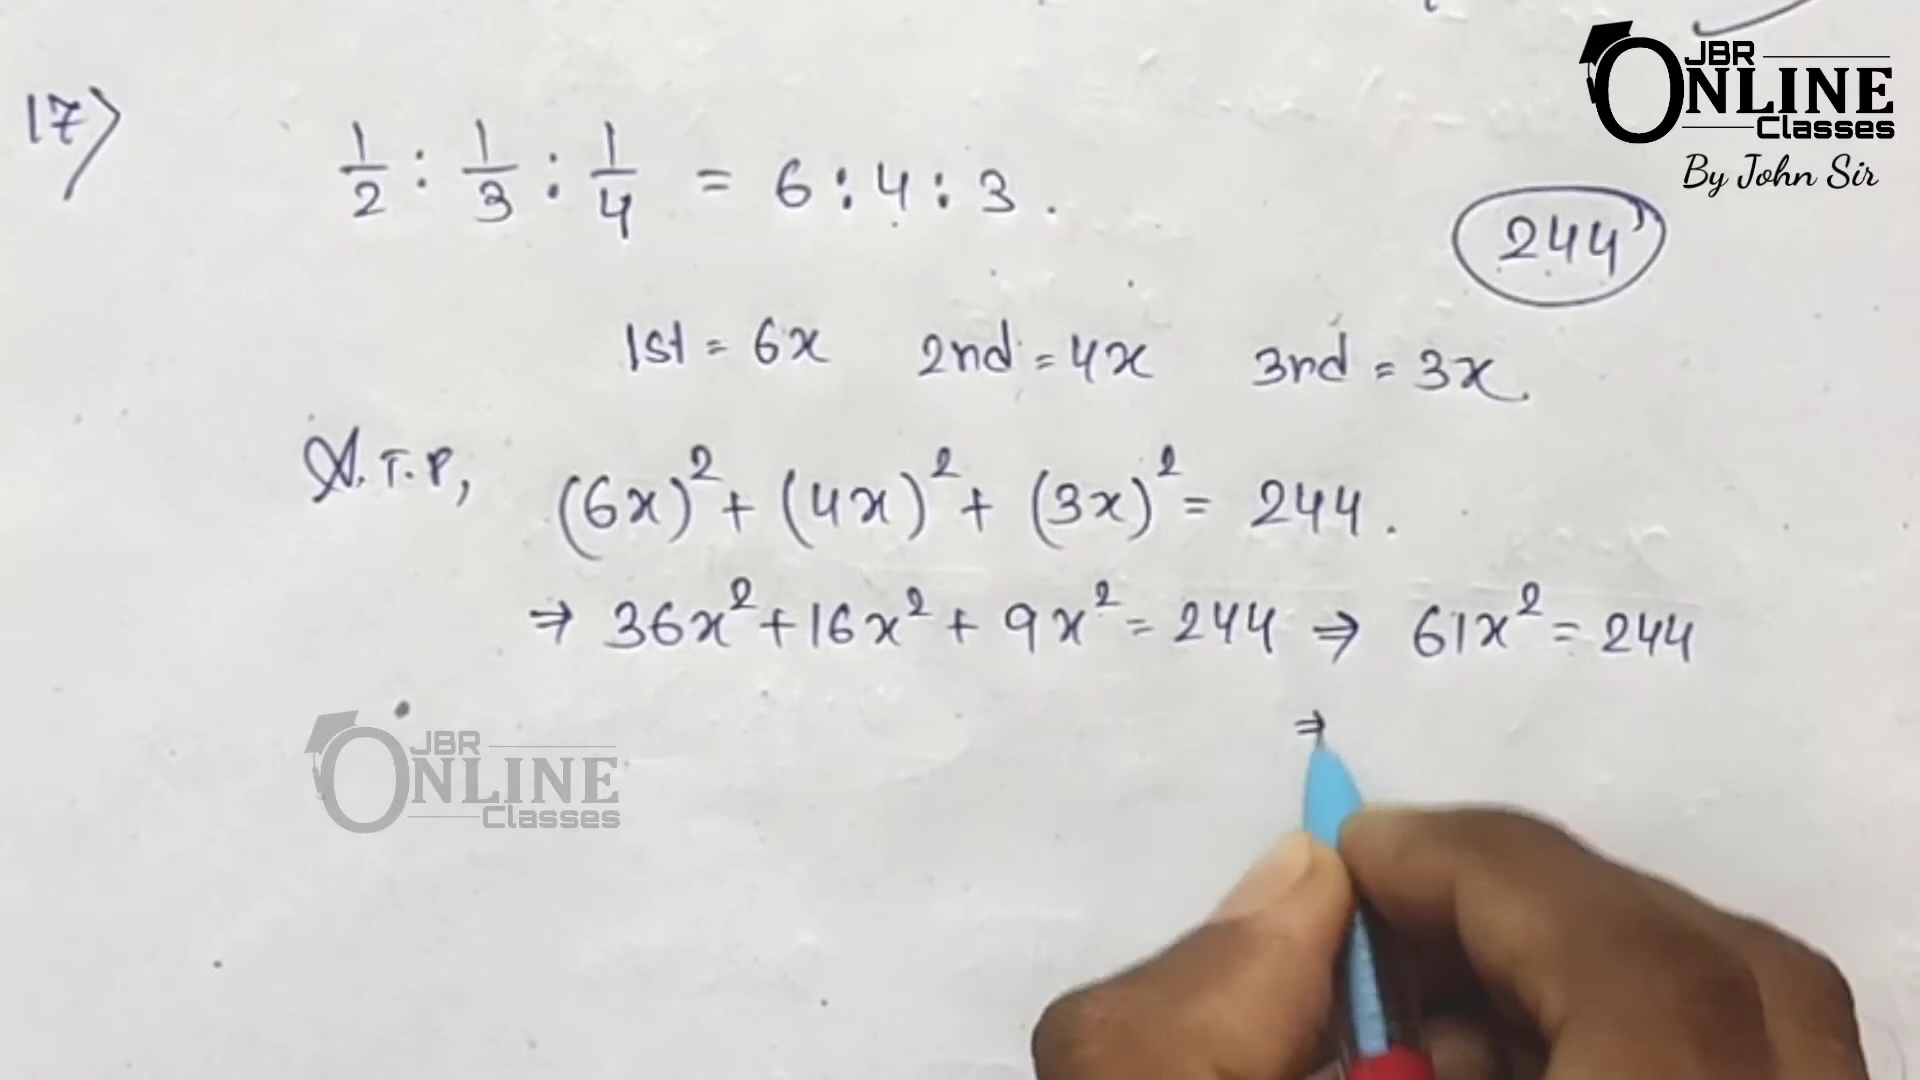 JBR
ONLINE
Classes
By John Sir
17)
1/2 : 1/3 : 1/4 = 6 : 4 : 3 .
244
1st = 6x 2nd = 4x 3rd = 3x.
A.T.P, (6x)² + (4x)² + (3x)² = 244 .
⇒ 36x² + 16x² + 9x² = 244 ⇒ 61x² = 244
⇒
JBR
ONLINE
Classes